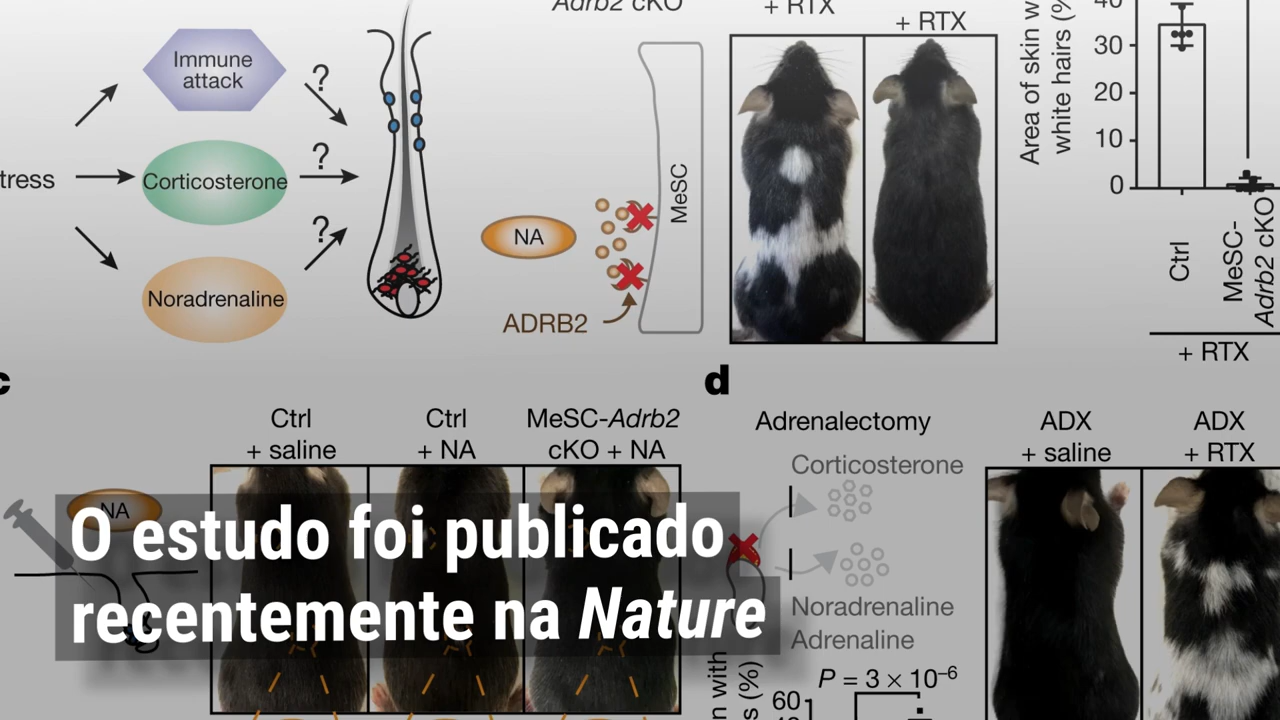 Adrb2 cKO
+ RTX
+ RTX
Immune
attack
?
tress
Corticosterone
?
Noradrenaline
?
NA
ADRB2
MeSC
Area of skin w
white hairs (%
40
30
20
10
0
Ctrl
MeSC-
Adrb2 cKO
+ RTX
c
Ctrl
+ saline
Ctrl
+ NA
MeSC-Adrb2
cKO + NA
NA
d
Adrenalectomy
Corticosterone
Noradrenaline
Adrenaline
ADX
+ saline
ADX
+ RTX
P = 3 × 10⁻⁶
n with
s (%)
60
O estudo foi publicado
recentemente na Nature